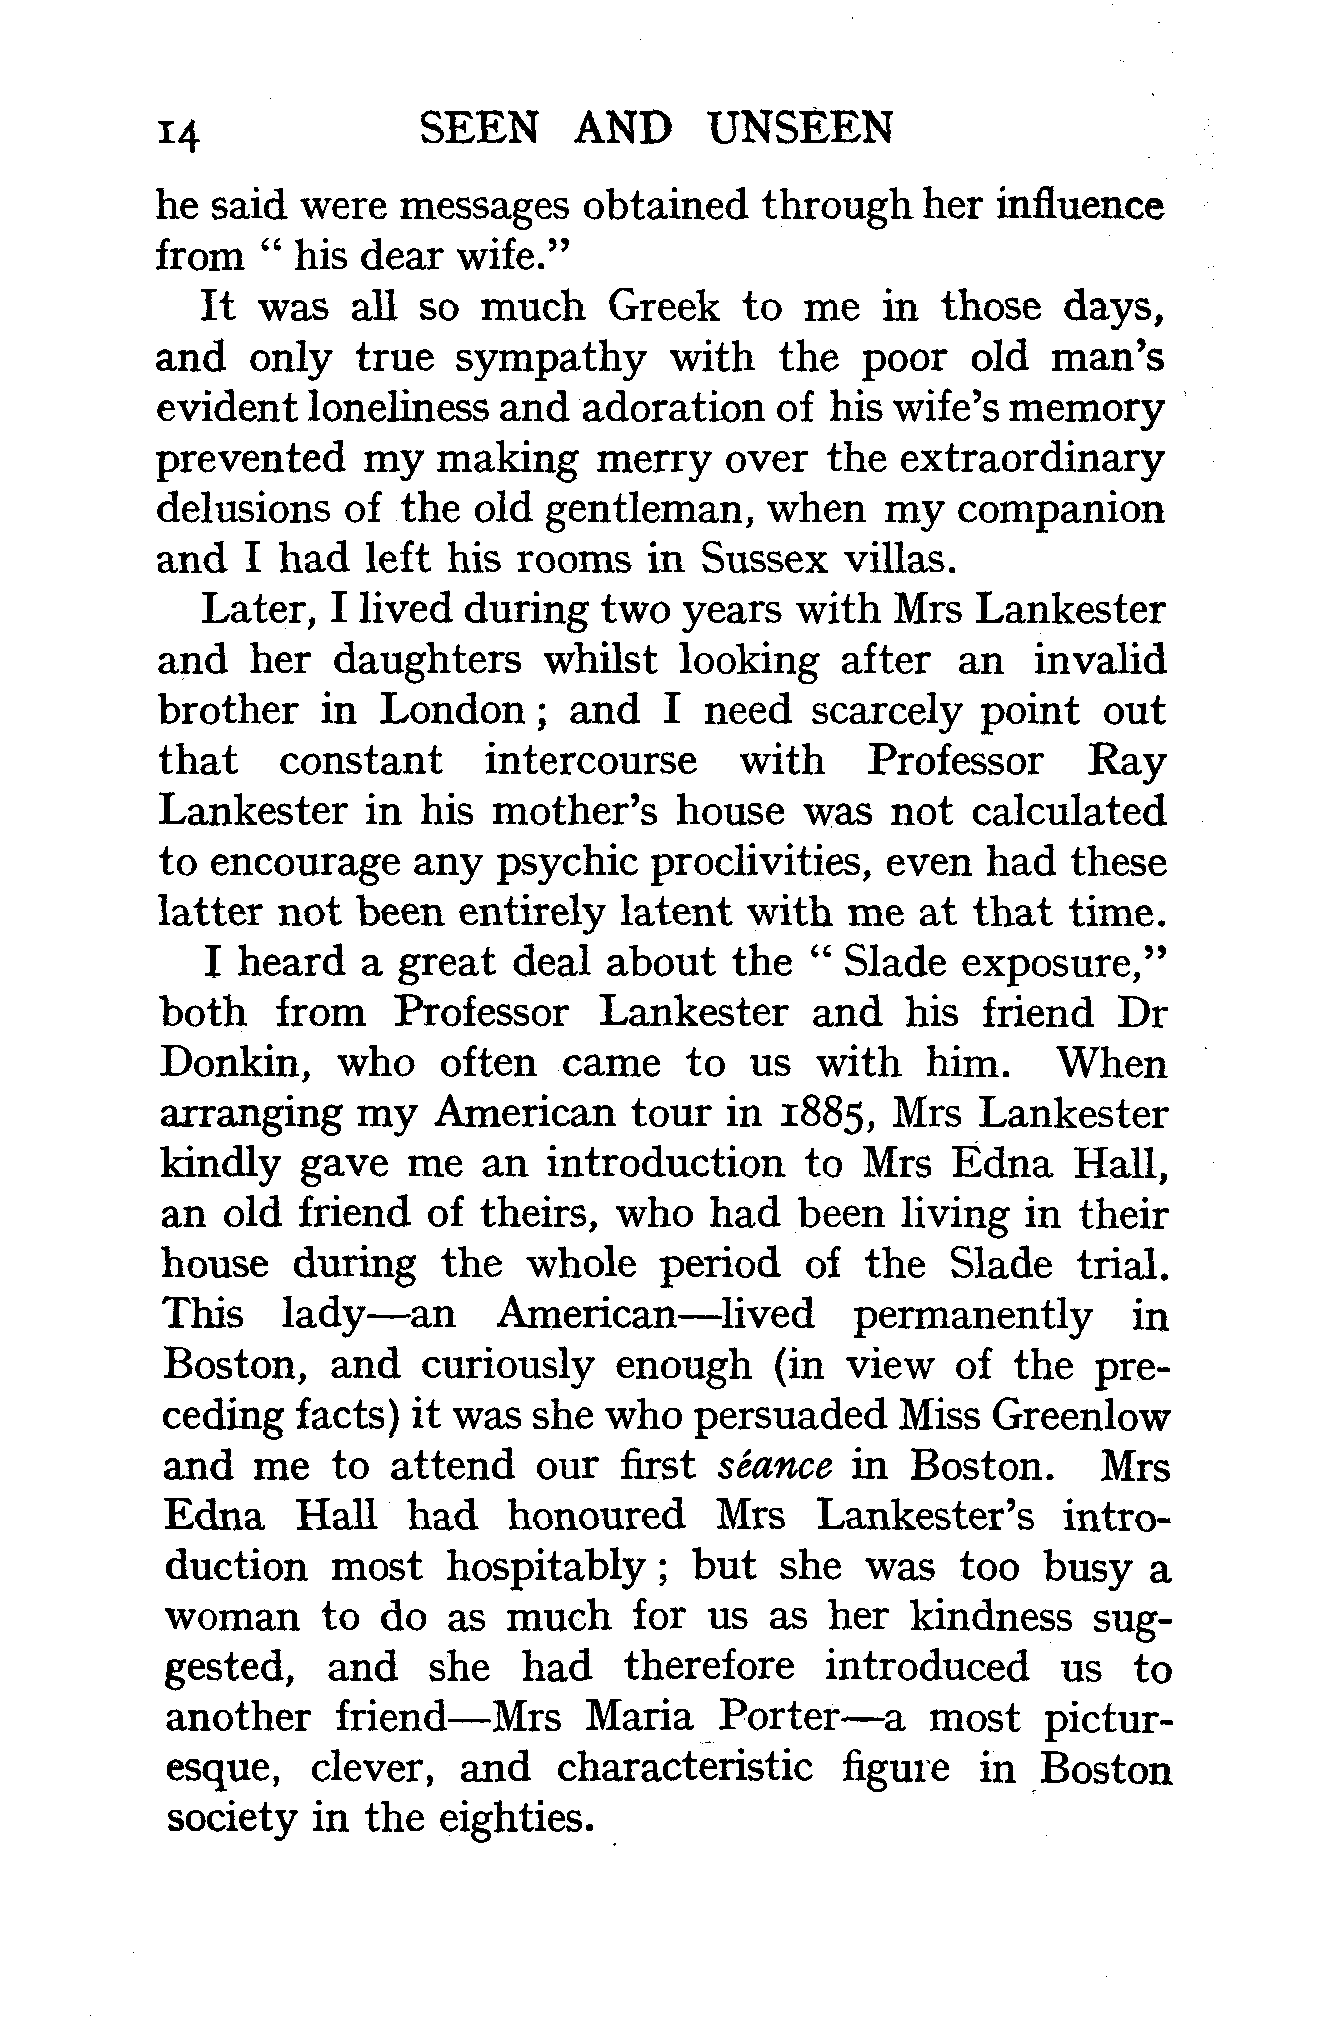 14 SEEN AND UNSEEN
he said were messages obtained through her influence
from “ his dear wife.”
It was all so much Greek to me in those days,
and only true sympathy with the poor old man’s
evident loneliness and adoration of his wife’s memory
prevented my making merry over the extraordinary
delusions of the old gentleman, when my companion
and I had left his rooms in Sussex villas.
Later, I lived during two years with Mrs Lankester
and her daughters whilst looking after an invalid
brother in London ; and I need scarcely point out
that constant intercourse with Professor Ray
Lankester in his mother’s house was not calculated
to encourage any psychic proclivities, even had these
latter not been entirely latent with me at that time.
I heard a great deal about the “ Slade exposure,”
both from Professor Lankester and his friend Dr
Donkin, who often came to us with him. When
arranging my American tour in 1885, Mrs Lankester
kindly gave me an introduction to Mrs Edna Hall,
an old friend of theirs, who had been living in their
house during the whole period of the Slade trial.
This lady—an American—lived permanently in
Boston, and curiously enough (in view of the pre-
ceding facts) it was she who persuaded Miss Greenlow
and me to attend our first séance in Boston. Mrs
Edna Hall had honoured Mrs Lankester’s intro-
duction most hospitably ; but she was too busy a
woman to do as much for us as her kindness sug-
gested, and she had therefore introduced us to
another friend—Mrs Maria Porter—a most pictur-
esque, clever, and characteristic figure in Boston
society in the eighties.